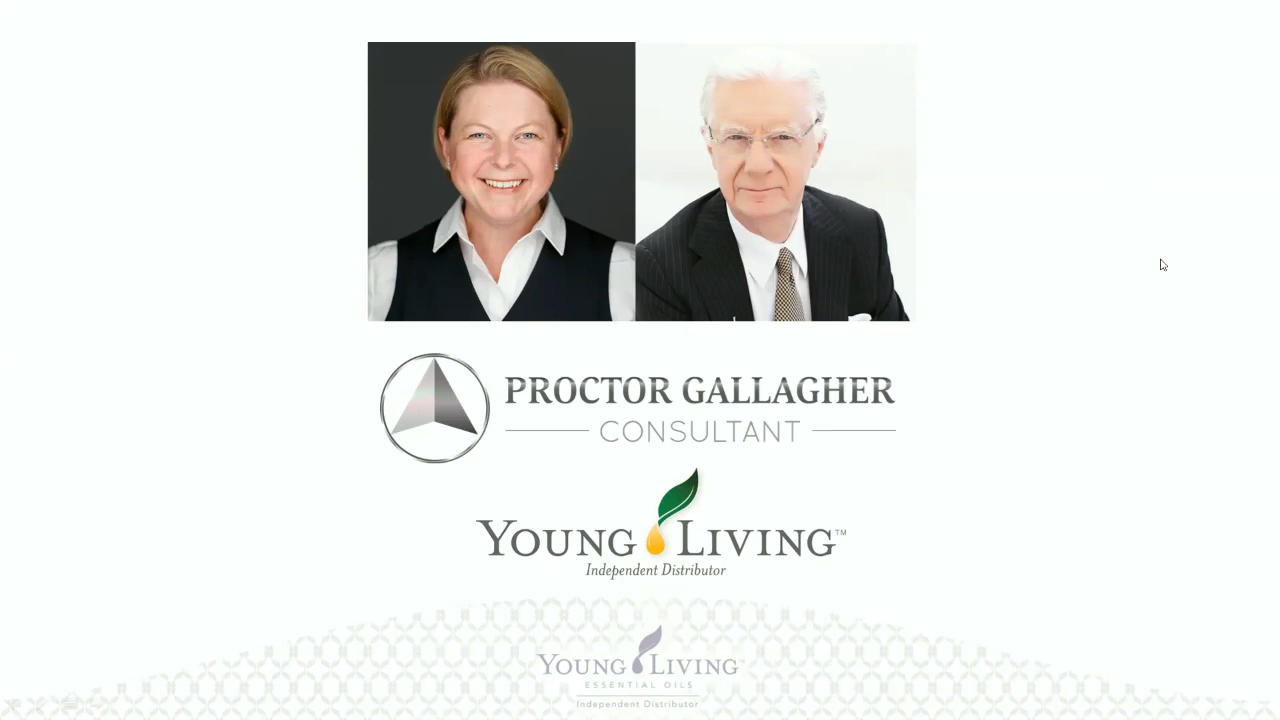 PROCTOR GALLAGHER
CONSULTANT
YOUNG LIVING™
Independent Distributor
YOUNG LIVING
ESSENTIAL OILS
Independent Distributor